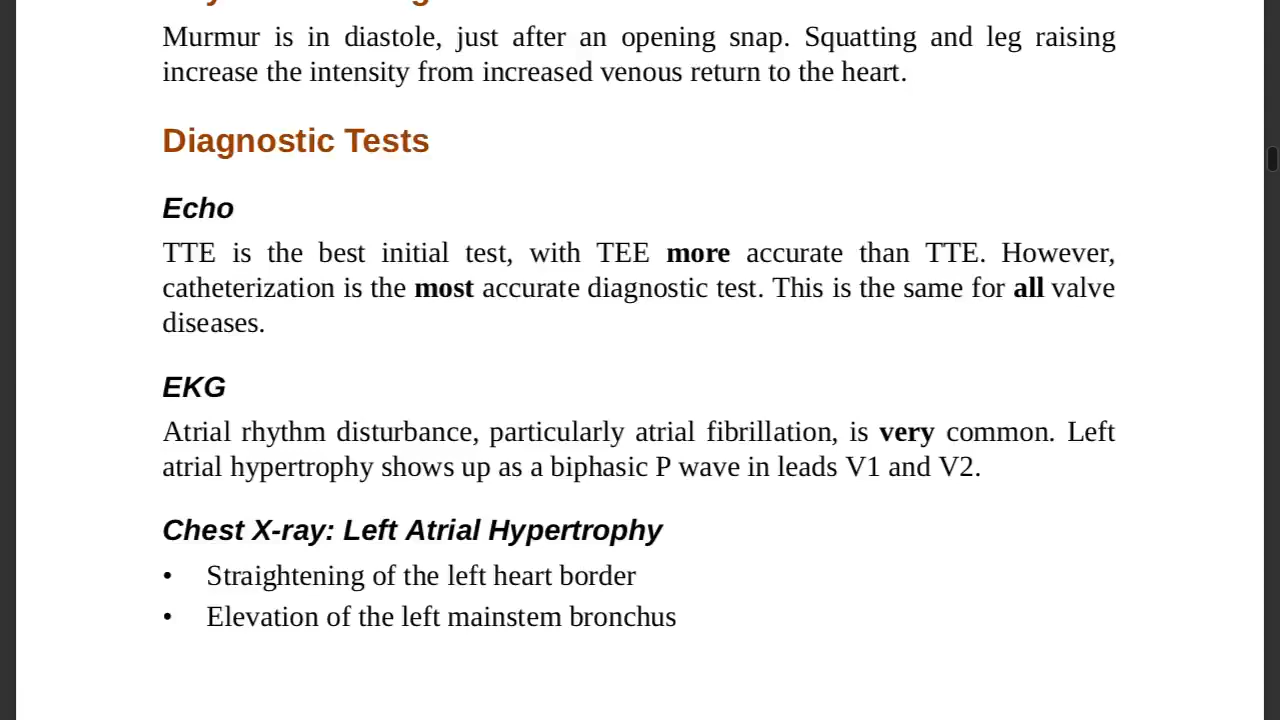 Murmur is in diastole, just after an opening snap. Squatting and leg raising
increase the intensity from increased venous return to the heart.
Diagnostic Tests
Echo
TTE is the best initial test, with TEE more accurate than TTE. However,
catheterization is the most accurate diagnostic test. This is the same for all valve
diseases.
EKG
Atrial rhythm disturbance, particularly atrial fibrillation, is very common. Left
atrial hypertrophy shows up as a biphasic P wave in leads V1 and V2.
Chest X-ray: Left Atrial Hypertrophy
• Straightening of the left heart border
• Elevation of the left mainstem bronchus